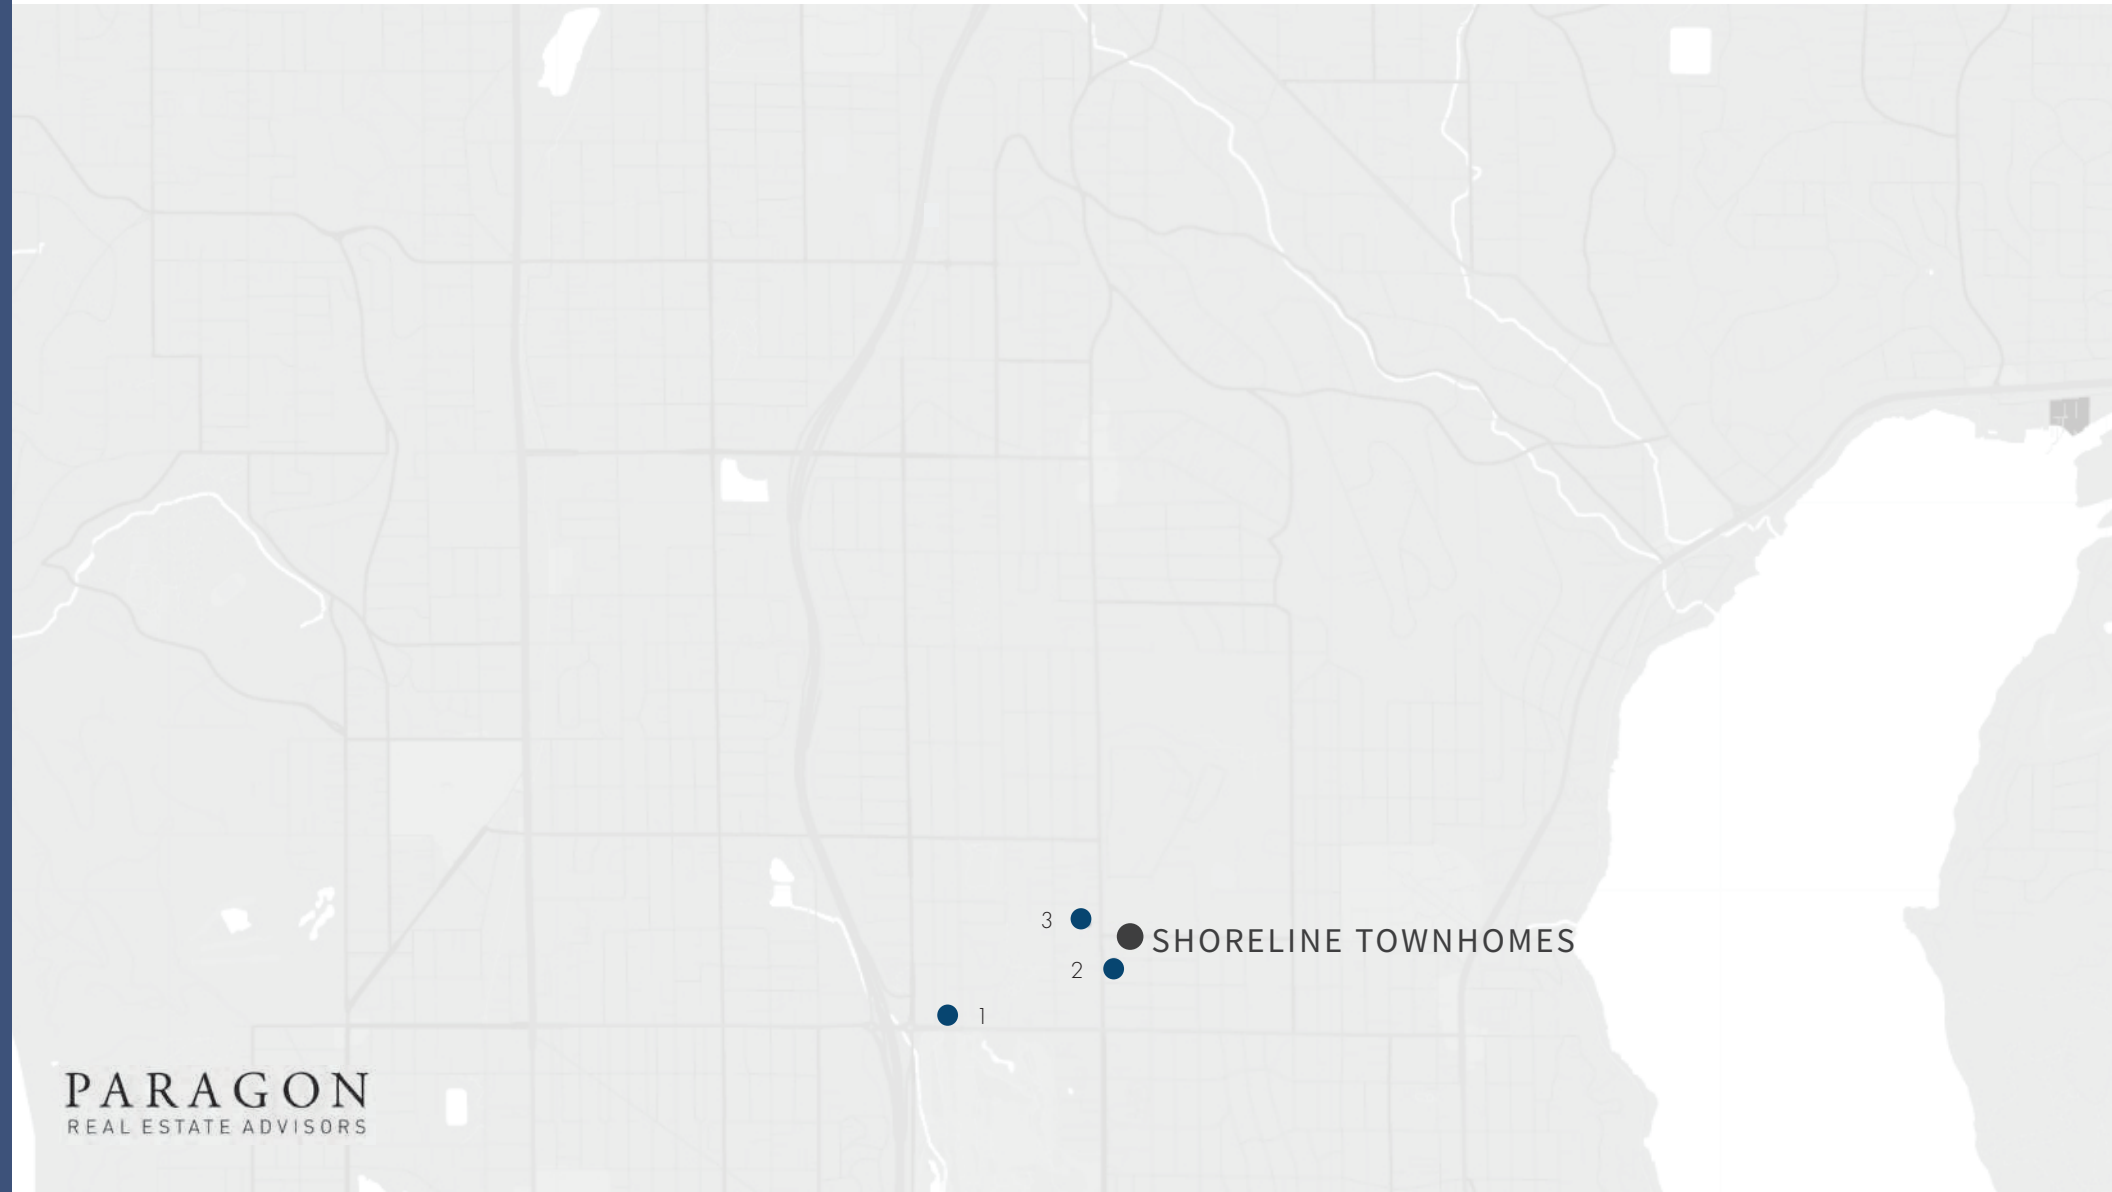 3
SHORELINE TOWNHOMES
2
1
PARAGON
REAL ESTATE ADVISORS